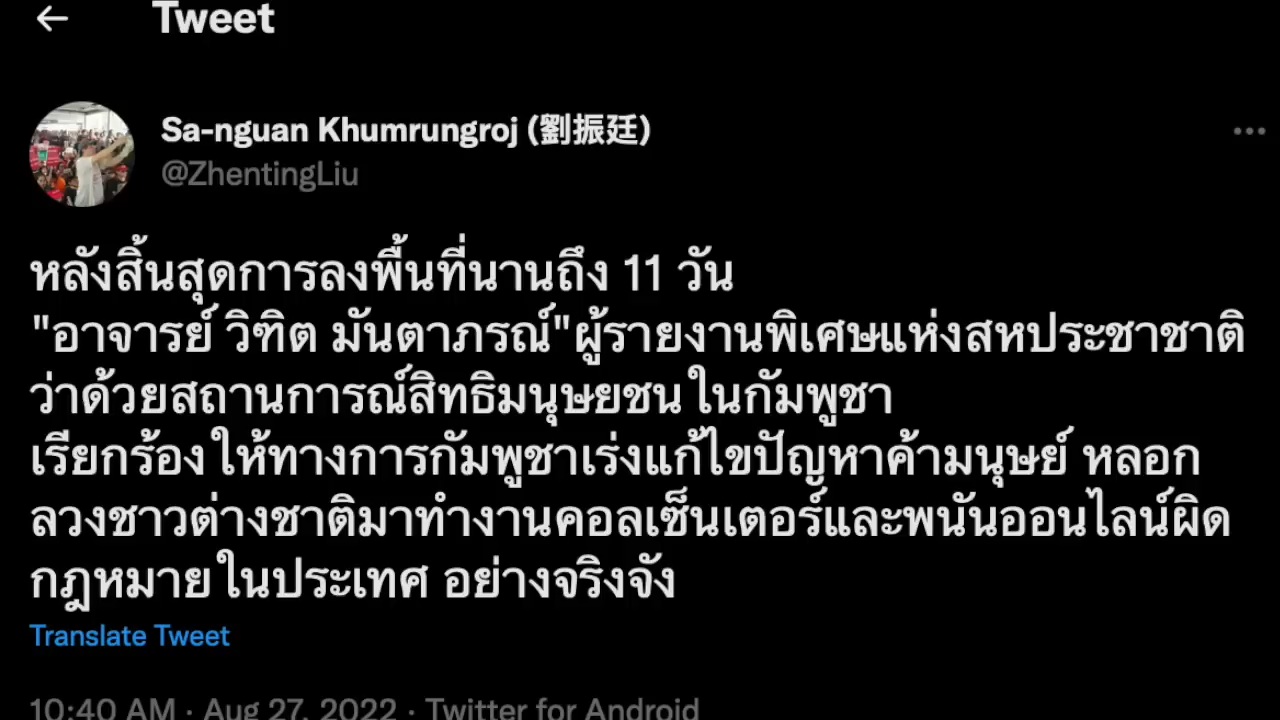 Tweet
Sa-nguan Khumrungroj (劉振廷)
@ZhentingLiu
หลังสิ้นสุดการลงพื้นที่นานถึง 11 วัน
"อาจารย์ วิฑิต มันตาภรณ์"ผู้รายงานพิเศษแห่งสหประชาชาติ
ว่าด้วยสถานการณ์สิทธิมนุษยชนในกัมพูชา
เรียกร้องให้ทางการกัมพูชาเร่งแก้ไขปัญหาค้ามนุษย์ หลอก
ลวงชาวต่างชาติมาทำงานคอลเซ็นเตอร์และพนันออนไลน์ผิด
กฎหมายในประเทศ อย่างจริงจัง
Translate Tweet
10:40 AM · Aug 27, 2022 · Twitter for Android